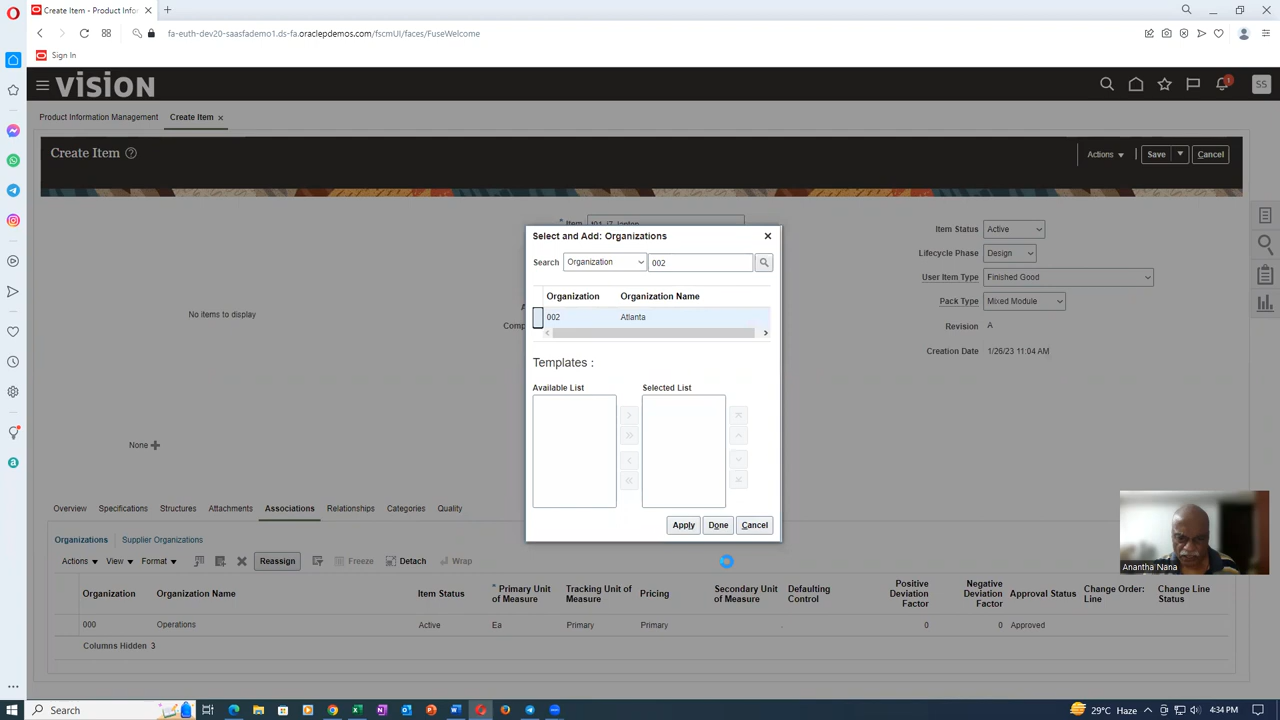 Create Item - Product Infor
fa-euth-dev20-saasfademo1.ds-fa.oraclepdemos.com/fscmUI/faces/FuseWelcome
Sign In
VISION
1
SS
Product Information Management
Create Item
Create Item
Actions
Save
Cancel
* Item
Item Status
Active
Lifecycle Phase
Design
User Item Type
Finished Good
Pack Type
Mixed Module
Revision
A
Creation Date
1/26/23 11:04 AM
No items to display
None
Select and Add: Organizations
Search
Organization
002
Organization
Organization Name
002
Atlanta
Templates :
Available List
Selected List
Apply
Done
Cancel
Overview
Specifications
Structures
Attachments
Associations
Relationships
Categories
Quality
Organizations
Supplier Organizations
Actions
View
Format
Reassign
Freeze
Detach
Wrap
Organization
Organization Name
Item Status
* Primary Unit of Measure
Tracking Unit of Measure
Pricing
Secondary Unit of Measure
Defaulting Control
Positive Deviation Factor
Negative Deviation Factor
Approval Status
Change Order: Line
Change Line Status
000
Operations
Active
Ea
Primary
Primary
0
0
Approved
Columns Hidden 3
Anantha Nana
Search
29°C Haze
4:34 PM